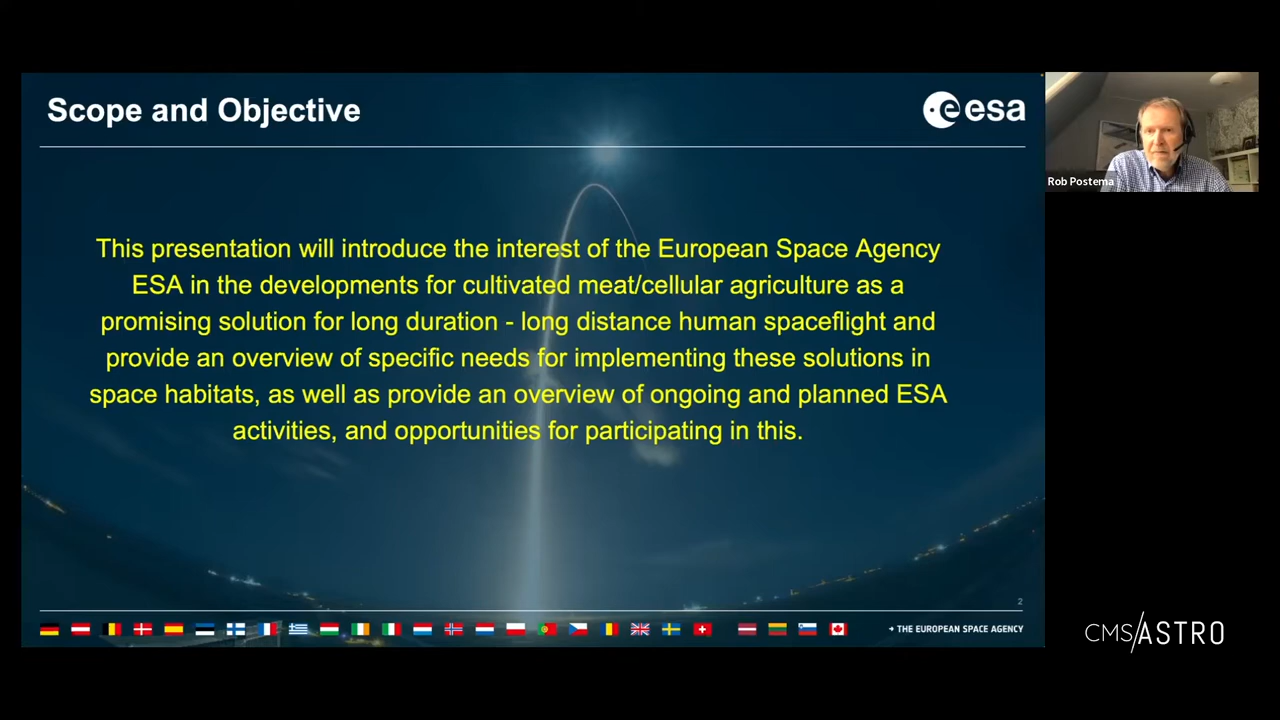 Scope and Objective
esa
This presentation will introduce the interest of the European Space Agency
ESA in the developments for cultivated meat/cellular agriculture as a
promising solution for long duration - long distance human spaceflight and
provide an overview of specific needs for implementing these solutions in
space habitats, as well as provide an overview of ongoing and planned ESA
activities, and opportunities for participating in this.
2
→ THE EUROPEAN SPACE AGENCY
Rob Postema
CMS/ASTRO